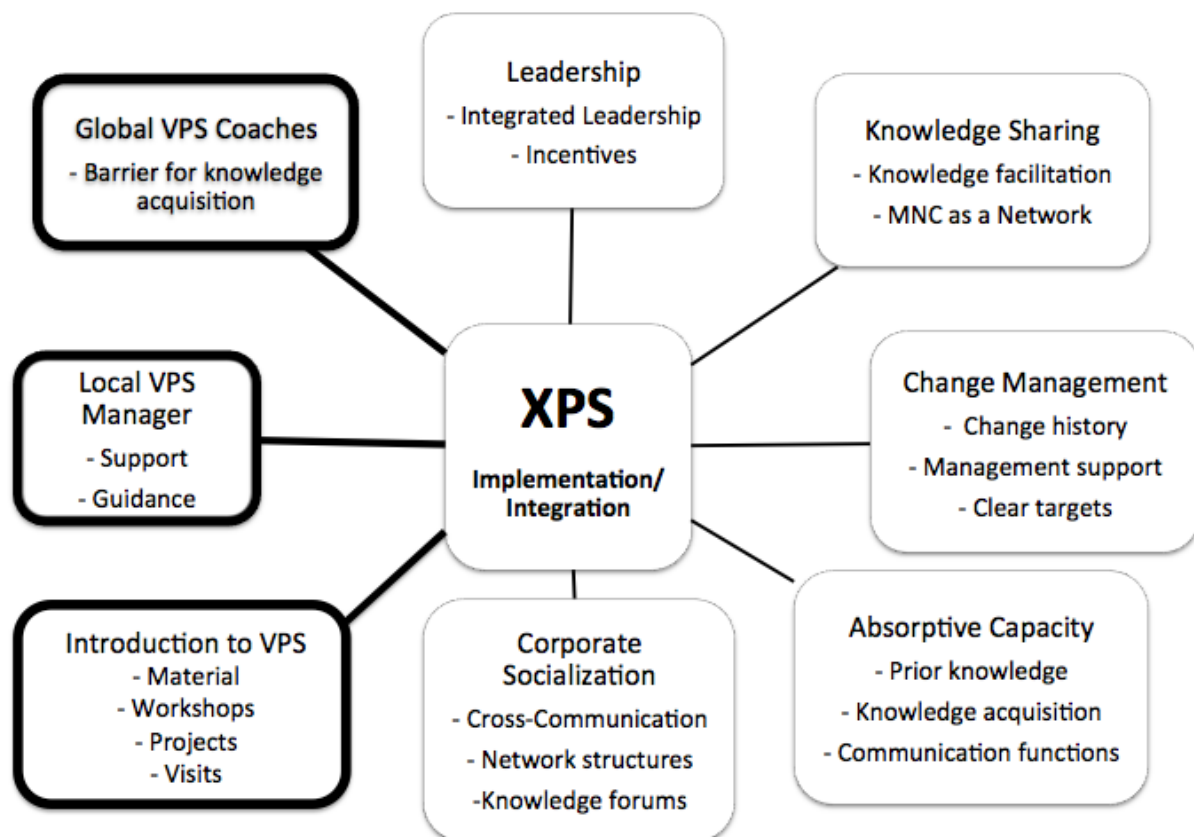 Leadership
- Integrated Leadership
- Incentives
Global VPS Coaches
- Barrier for knowledge
acquisition
Knowledge Sharing
- Knowledge facilitation
- MNC as a Network
XPS
Implementation/
Integration
Local VPS
Manager
- Support
- Guidance
Change Management
- Change history
- Management support
- Clear targets
Introduction to VPS
- Material
- Workshops
- Projects
- Visits
Corporate
Socialization
- Cross-Communication
- Network structures
-Knowledge forums
Absorptive Capacity
- Prior knowledge
- Knowledge acquisition
- Communication functions